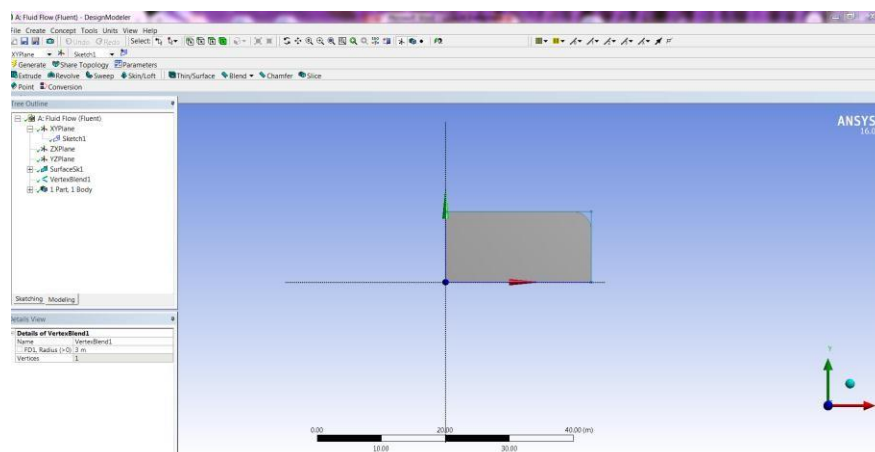 A: Fluid Flow (Fluent) - DesignModeler
File Create Concept Tools Units View Help
Undo Redo Select:
XYPlane Sketch1
Generate Share Topology Parameters
Extrude Revolve Sweep Skin/Loft Thin/Surface Blend Chamfer Slice
Point Conversion
Tree Outline
A: Fluid Flow (Fluent)
XYPlane
Sketch1
ZXPlane
YZPlane
SurfaceSk1
VertexBlend1
1 Part, 1 Body
Sketching Modeling
Details View
Details of VertexBlend1
Name VertexBlend1
FD1, Radius (>0) 3 m
Vertices 1
ANSYS
16.0
0.00 20.00 40.00 (m)
10.00 30.00